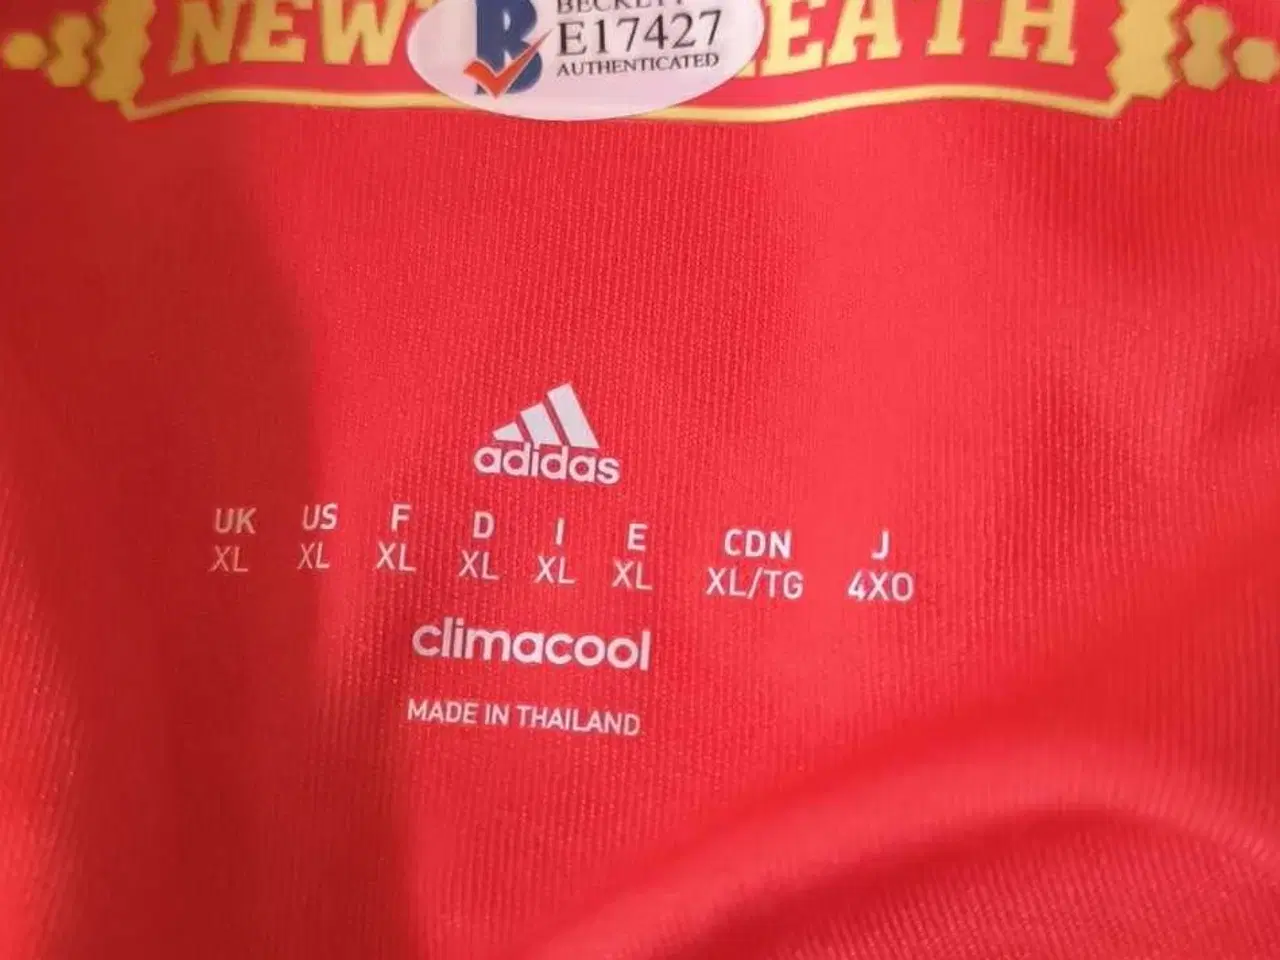 BECKETT
E17427
AUTHENTICATED
adidas
UK US F D I E CDN J
XL XL XL XL XL XL XL/TG 4XO
climacool
MADE IN THAILAND